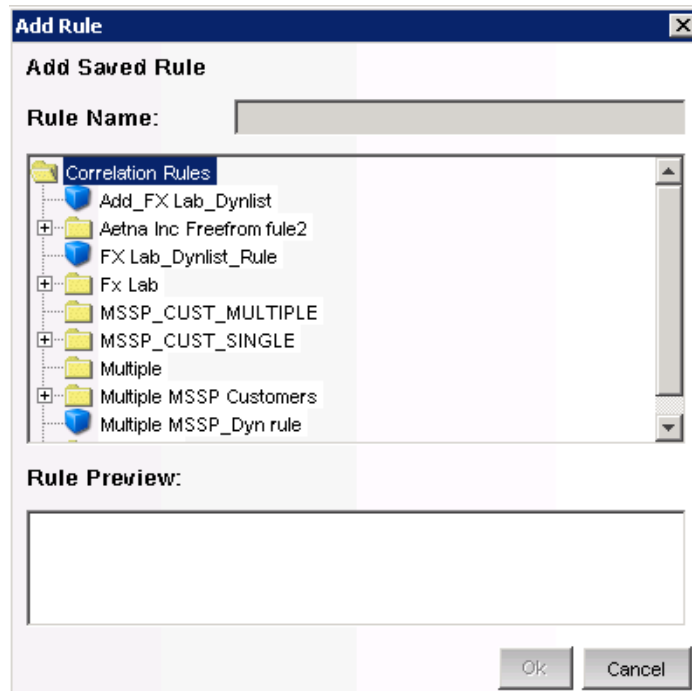 Add Rule
Add Saved Rule
Rule Name:
Correlation Rules
Add_FX Lab_Dynlist
Aetna Inc Freefrom fule2
FX Lab_Dynlist_Rule
Fx Lab
MSSP_CUST_MULTIPLE
MSSP_CUST_SINGLE
Multiple
Multiple MSSP Customers
Multiple MSSP_Dyn rule
Rule Preview:
Ok Cancel